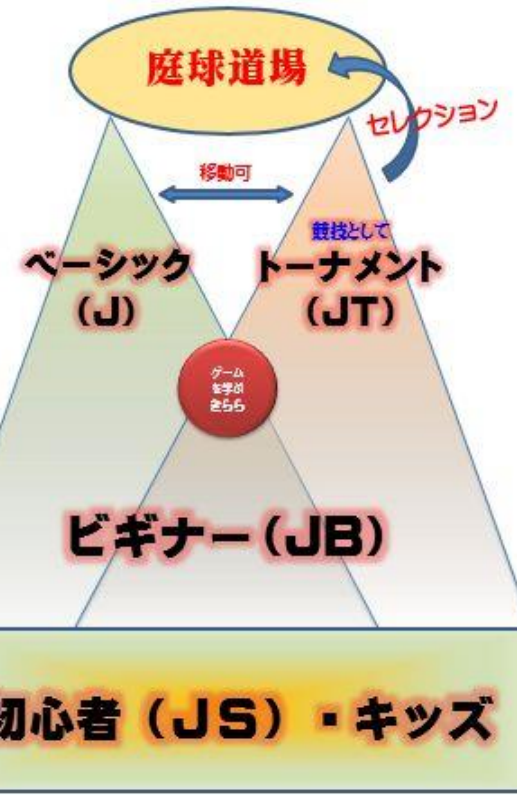 庭球道場
セレクション
移動可
競技として
ベーシック
(J)
トーナメント
(JT)
ゲーム
を学ぶ
きらら
ビギナー(JB)
初心者(JS)・キッズ